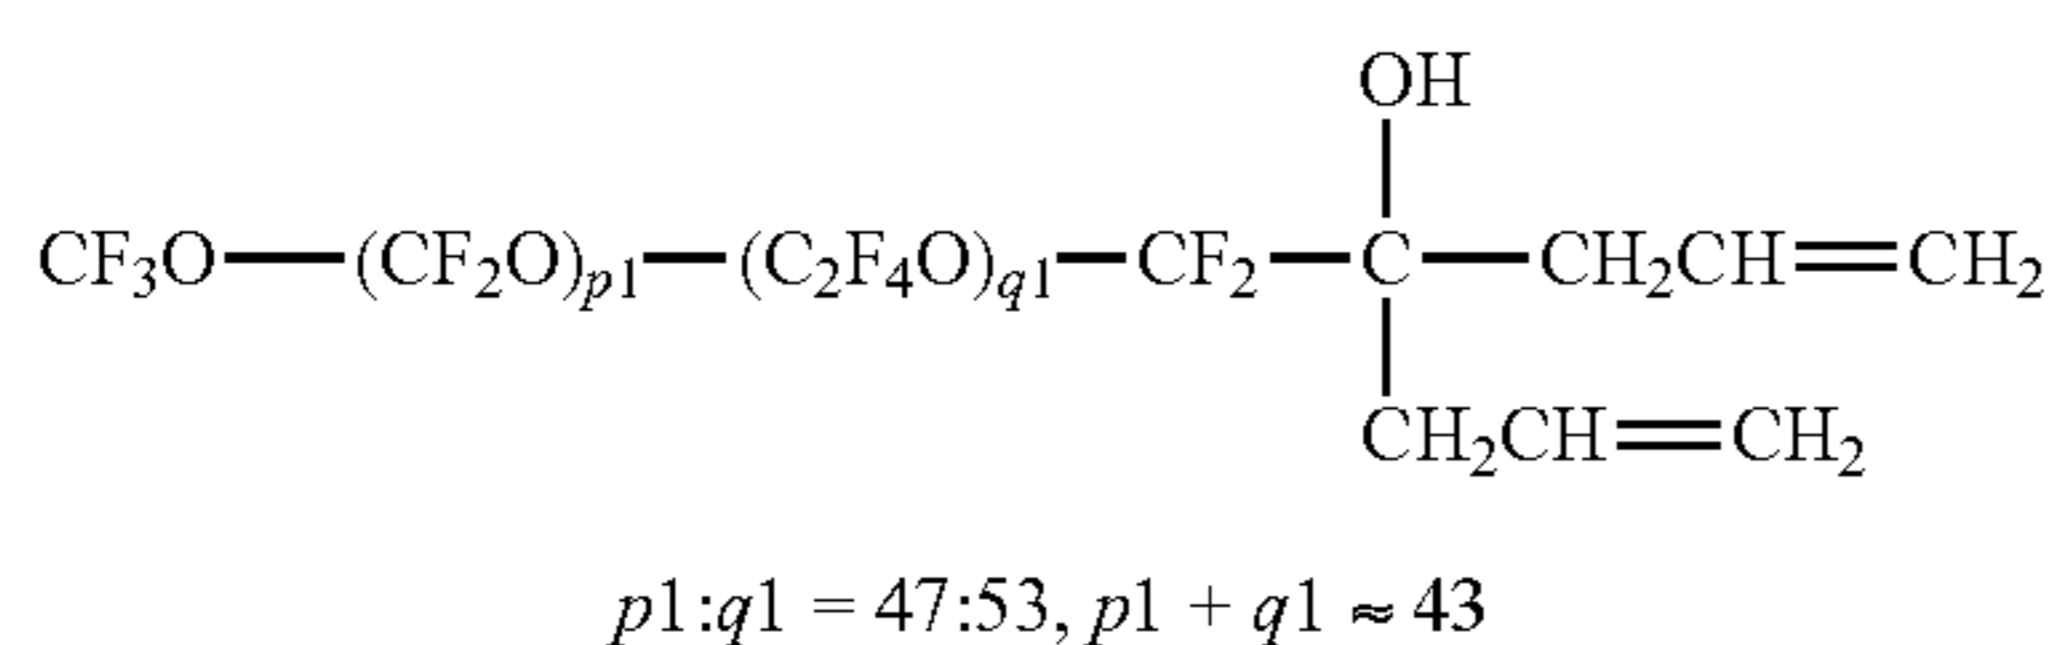 OH
CF₃O—(CF₂O)ₚ₁—(C₂F₄O)q₁—CF₂—C—CH₂CH=CH₂
CH₂CH=CH₂
p1:q1 = 47:53, p1 + q1 ≈ 43